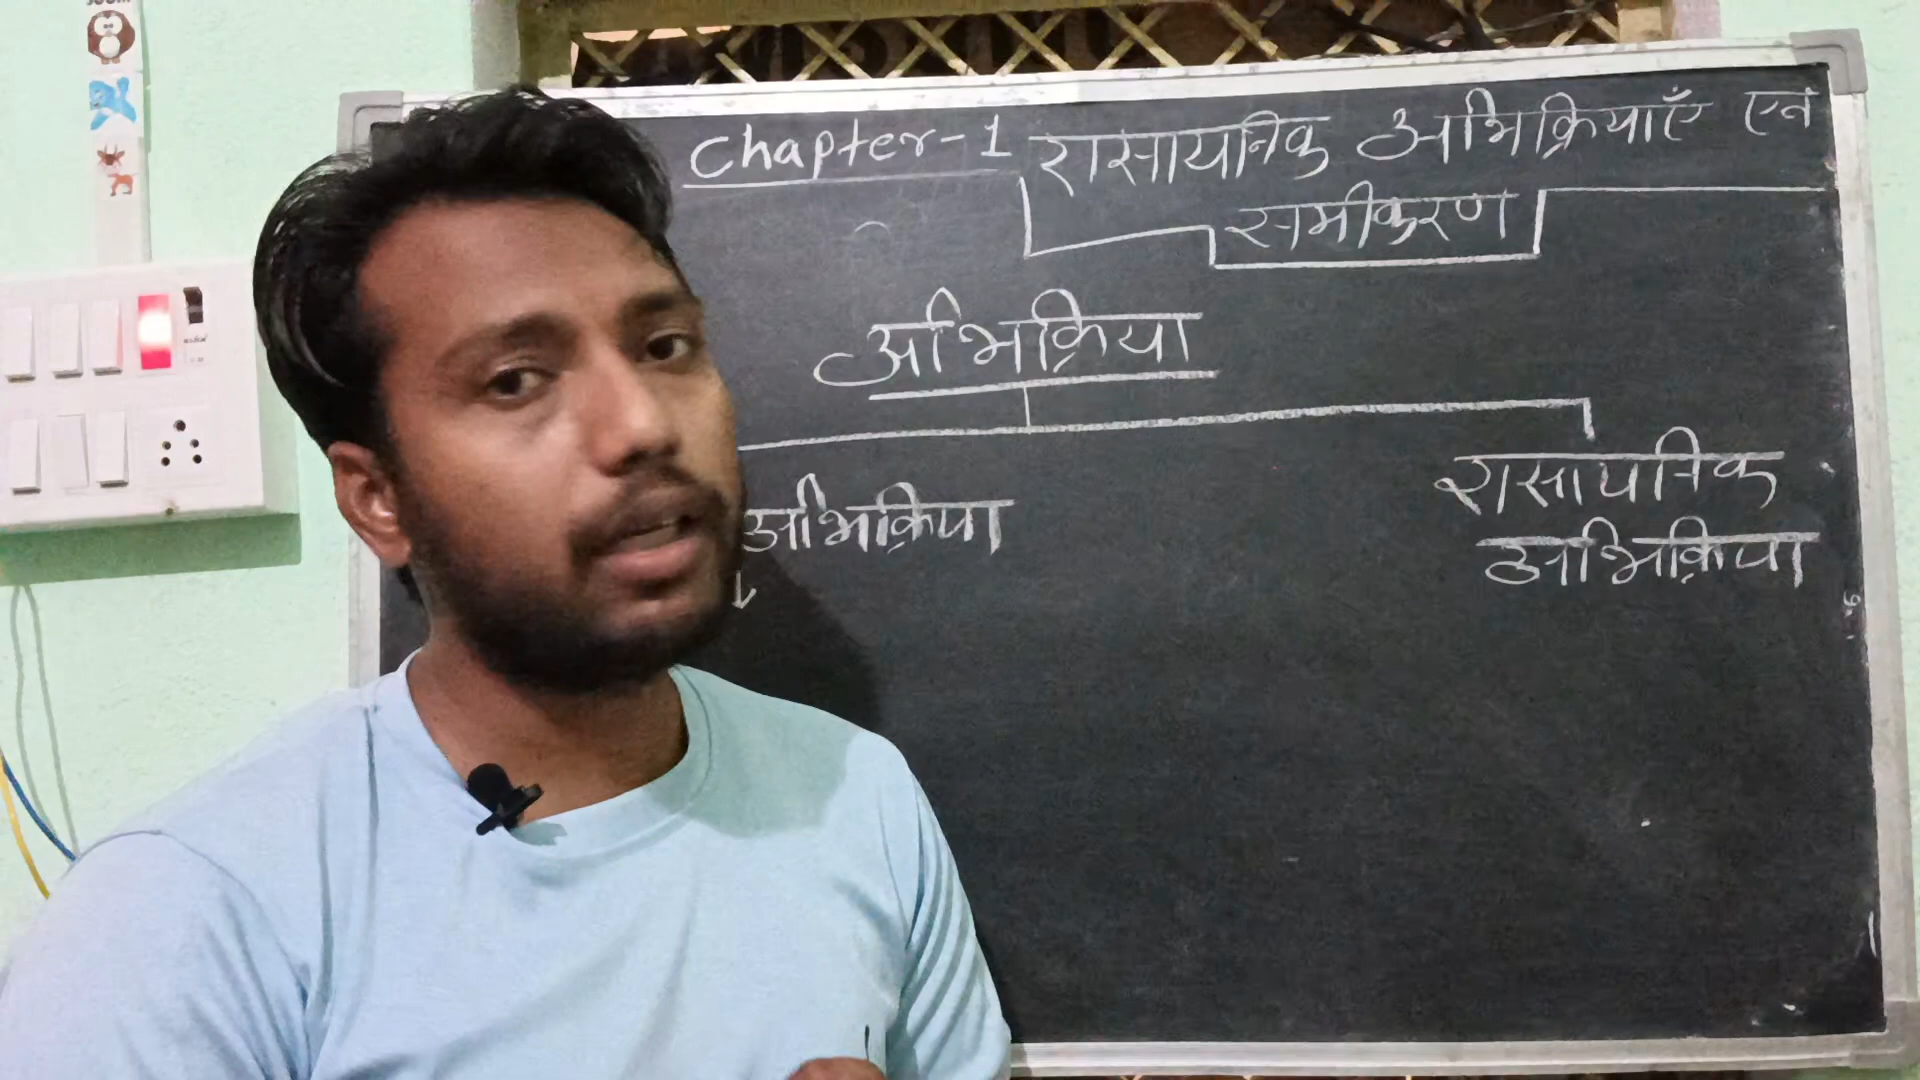 Chapter-1 रासायनिक अभिक्रियाएँ एवं
समीकरण
अभिक्रिया
अभिक्रिया
रासायनिक
अभिक्रिया